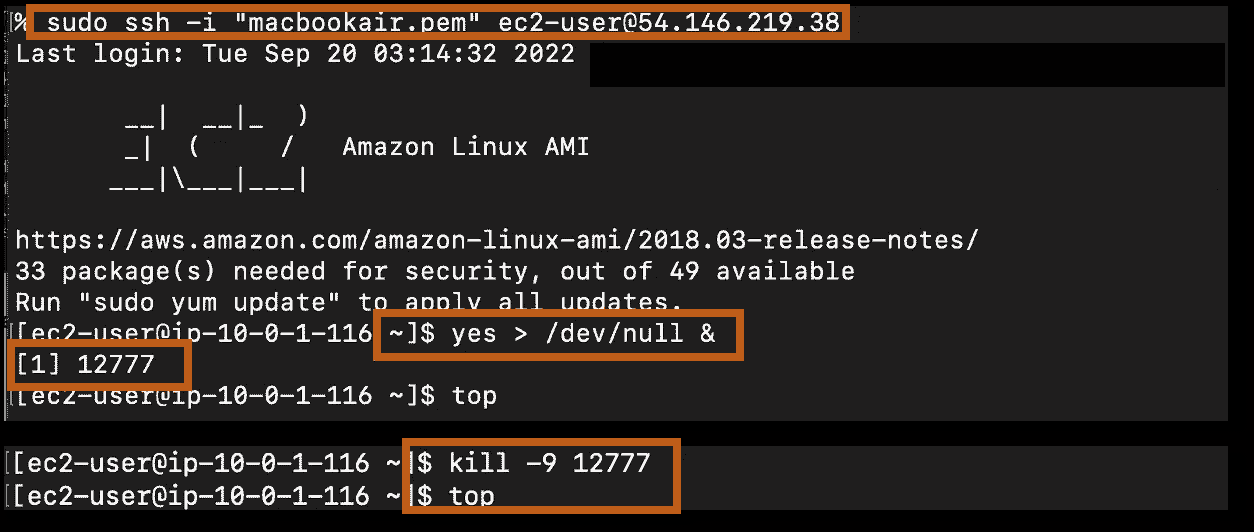 % sudo ssh -i "macbookair.pem" ec2-user@54.146.219.38
Last login: Tue Sep 20 03:14:32 2022
__|  __|_  )
_|  (     /   Amazon Linux AMI
___|\___|___|
https://aws.amazon.com/amazon-linux-ami/2018.03-release-notes/
33 package(s) needed for security, out of 49 available
Run "sudo yum update" to apply all updates.
[[ec2-user@ip-10-0-1-116 ~]$ yes > /dev/null &
[1] 12777
[[ec2-user@ip-10-0-1-116 ~]$ top
[[ec2-user@ip-10-0-1-116 ~]$ kill -9 12777
[[ec2-user@ip-10-0-1-116 ~]$ top